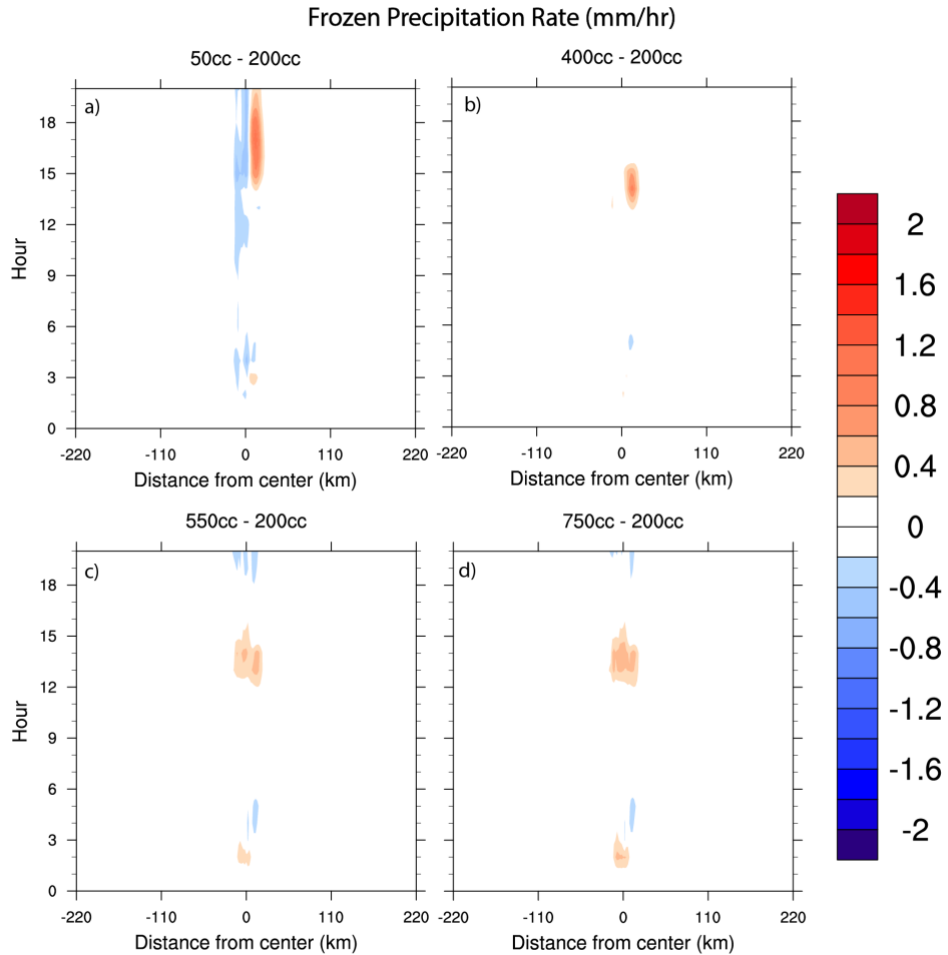 Frozen Precipitation Rate (mm/hr)
50cc - 200cc
400cc - 200cc
a)
b)
18
15
12
9
6
3
0
Hour
-220 -110 0 110 220
-220 -110 0 110 220
Distance from center (km)
Distance from center (km)
550cc - 200cc
750cc - 200cc
c)
d)
18
15
12
9
6
3
0
Hour
-220 -110 0 110 220
-220 -110 0 110 220
Distance from center (km)
Distance from center (km)
2
1.6
1.2
0.8
0.4
0
-0.4
-0.8
-1.2
-1.6
-2